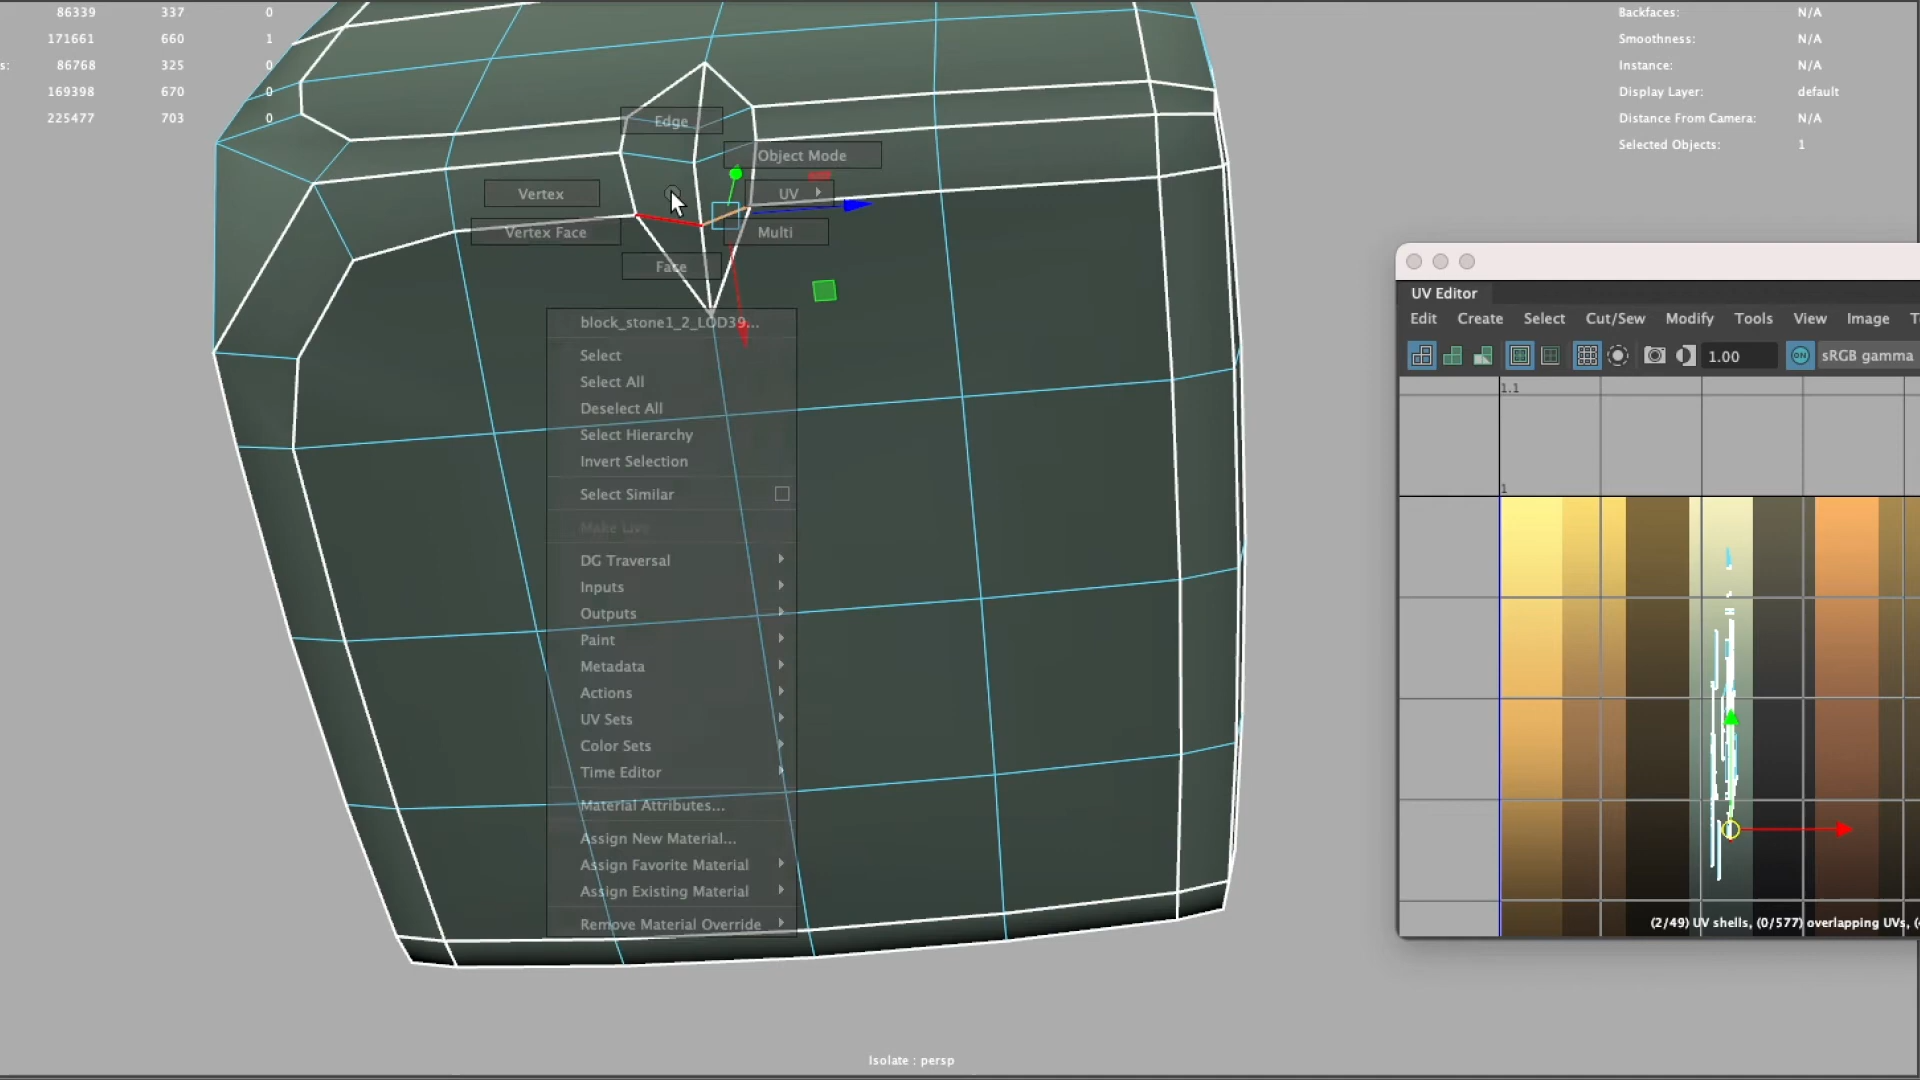 86339 337 0
171661 660 1
s: 86768 325 0
169398 670 0
225477 703 0
Backfaces: N/A
Smoothness: N/A
Instance: N/A
Display Layer: default
Distance From Camera: N/A
Selected Objects: 1
Edge
Object Mode
Vertex
UV
Vertex Face
Multi
Face
block_stone1_2_LOD39...
Select
Select All
Deselect All
Select Hierarchy
Invert Selection
Select Similar
Make Live
DG Traversal
Inputs
Outputs
Paint
Metadata
Actions
UV Sets
Color Sets
Time Editor
Material Attributes...
Assign New Material...
Assign Favorite Material
Assign Existing Material
Remove Material Override
UV Editor
Edit Create Select Cut/Sew Modify Tools View Image T
1.00 ON sRGB gamma
1.1
1
(2/49) UV shells, (0/577) overlapping UVs, (
Isolate : persp